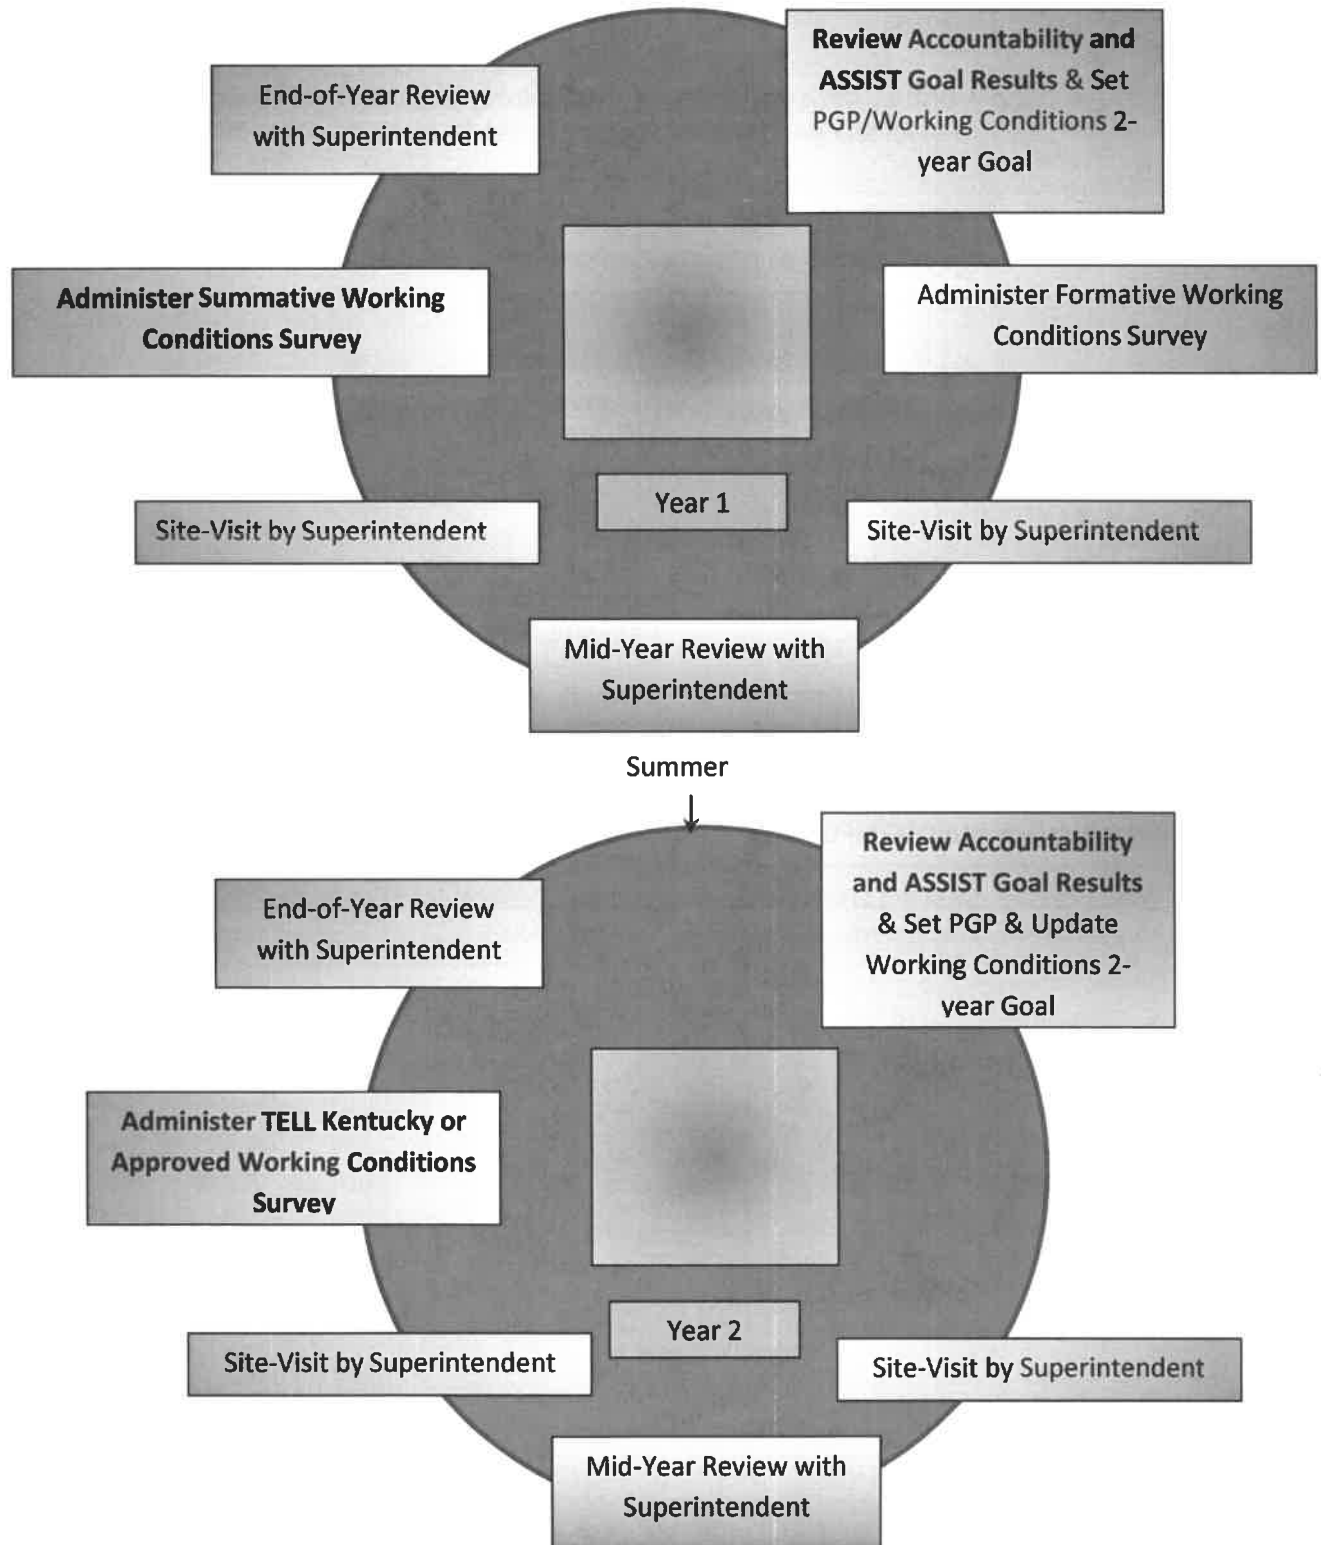 Review Accountability and
ASSIST Goal Results & Set
PGP/Working Conditions 2-
year Goal
End-of-Year Review
with Superintendent
Administer Summative Working
Conditions Survey
Administer Formative Working
Conditions Survey
Year 1
Site-Visit by Superintendent
Site-Visit by Superintendent
Mid-Year Review with
Superintendent
Summer
Review Accountability
and ASSIST Goal Results
& Set PGP & Update
Working Conditions 2-
year Goal
End-of-Year Review
with Superintendent
Administer TELL Kentucky or
Approved Working Conditions
Survey
Year 2
Site-Visit by Superintendent
Site-Visit by Superintendent
Mid-Year Review with
Superintendent